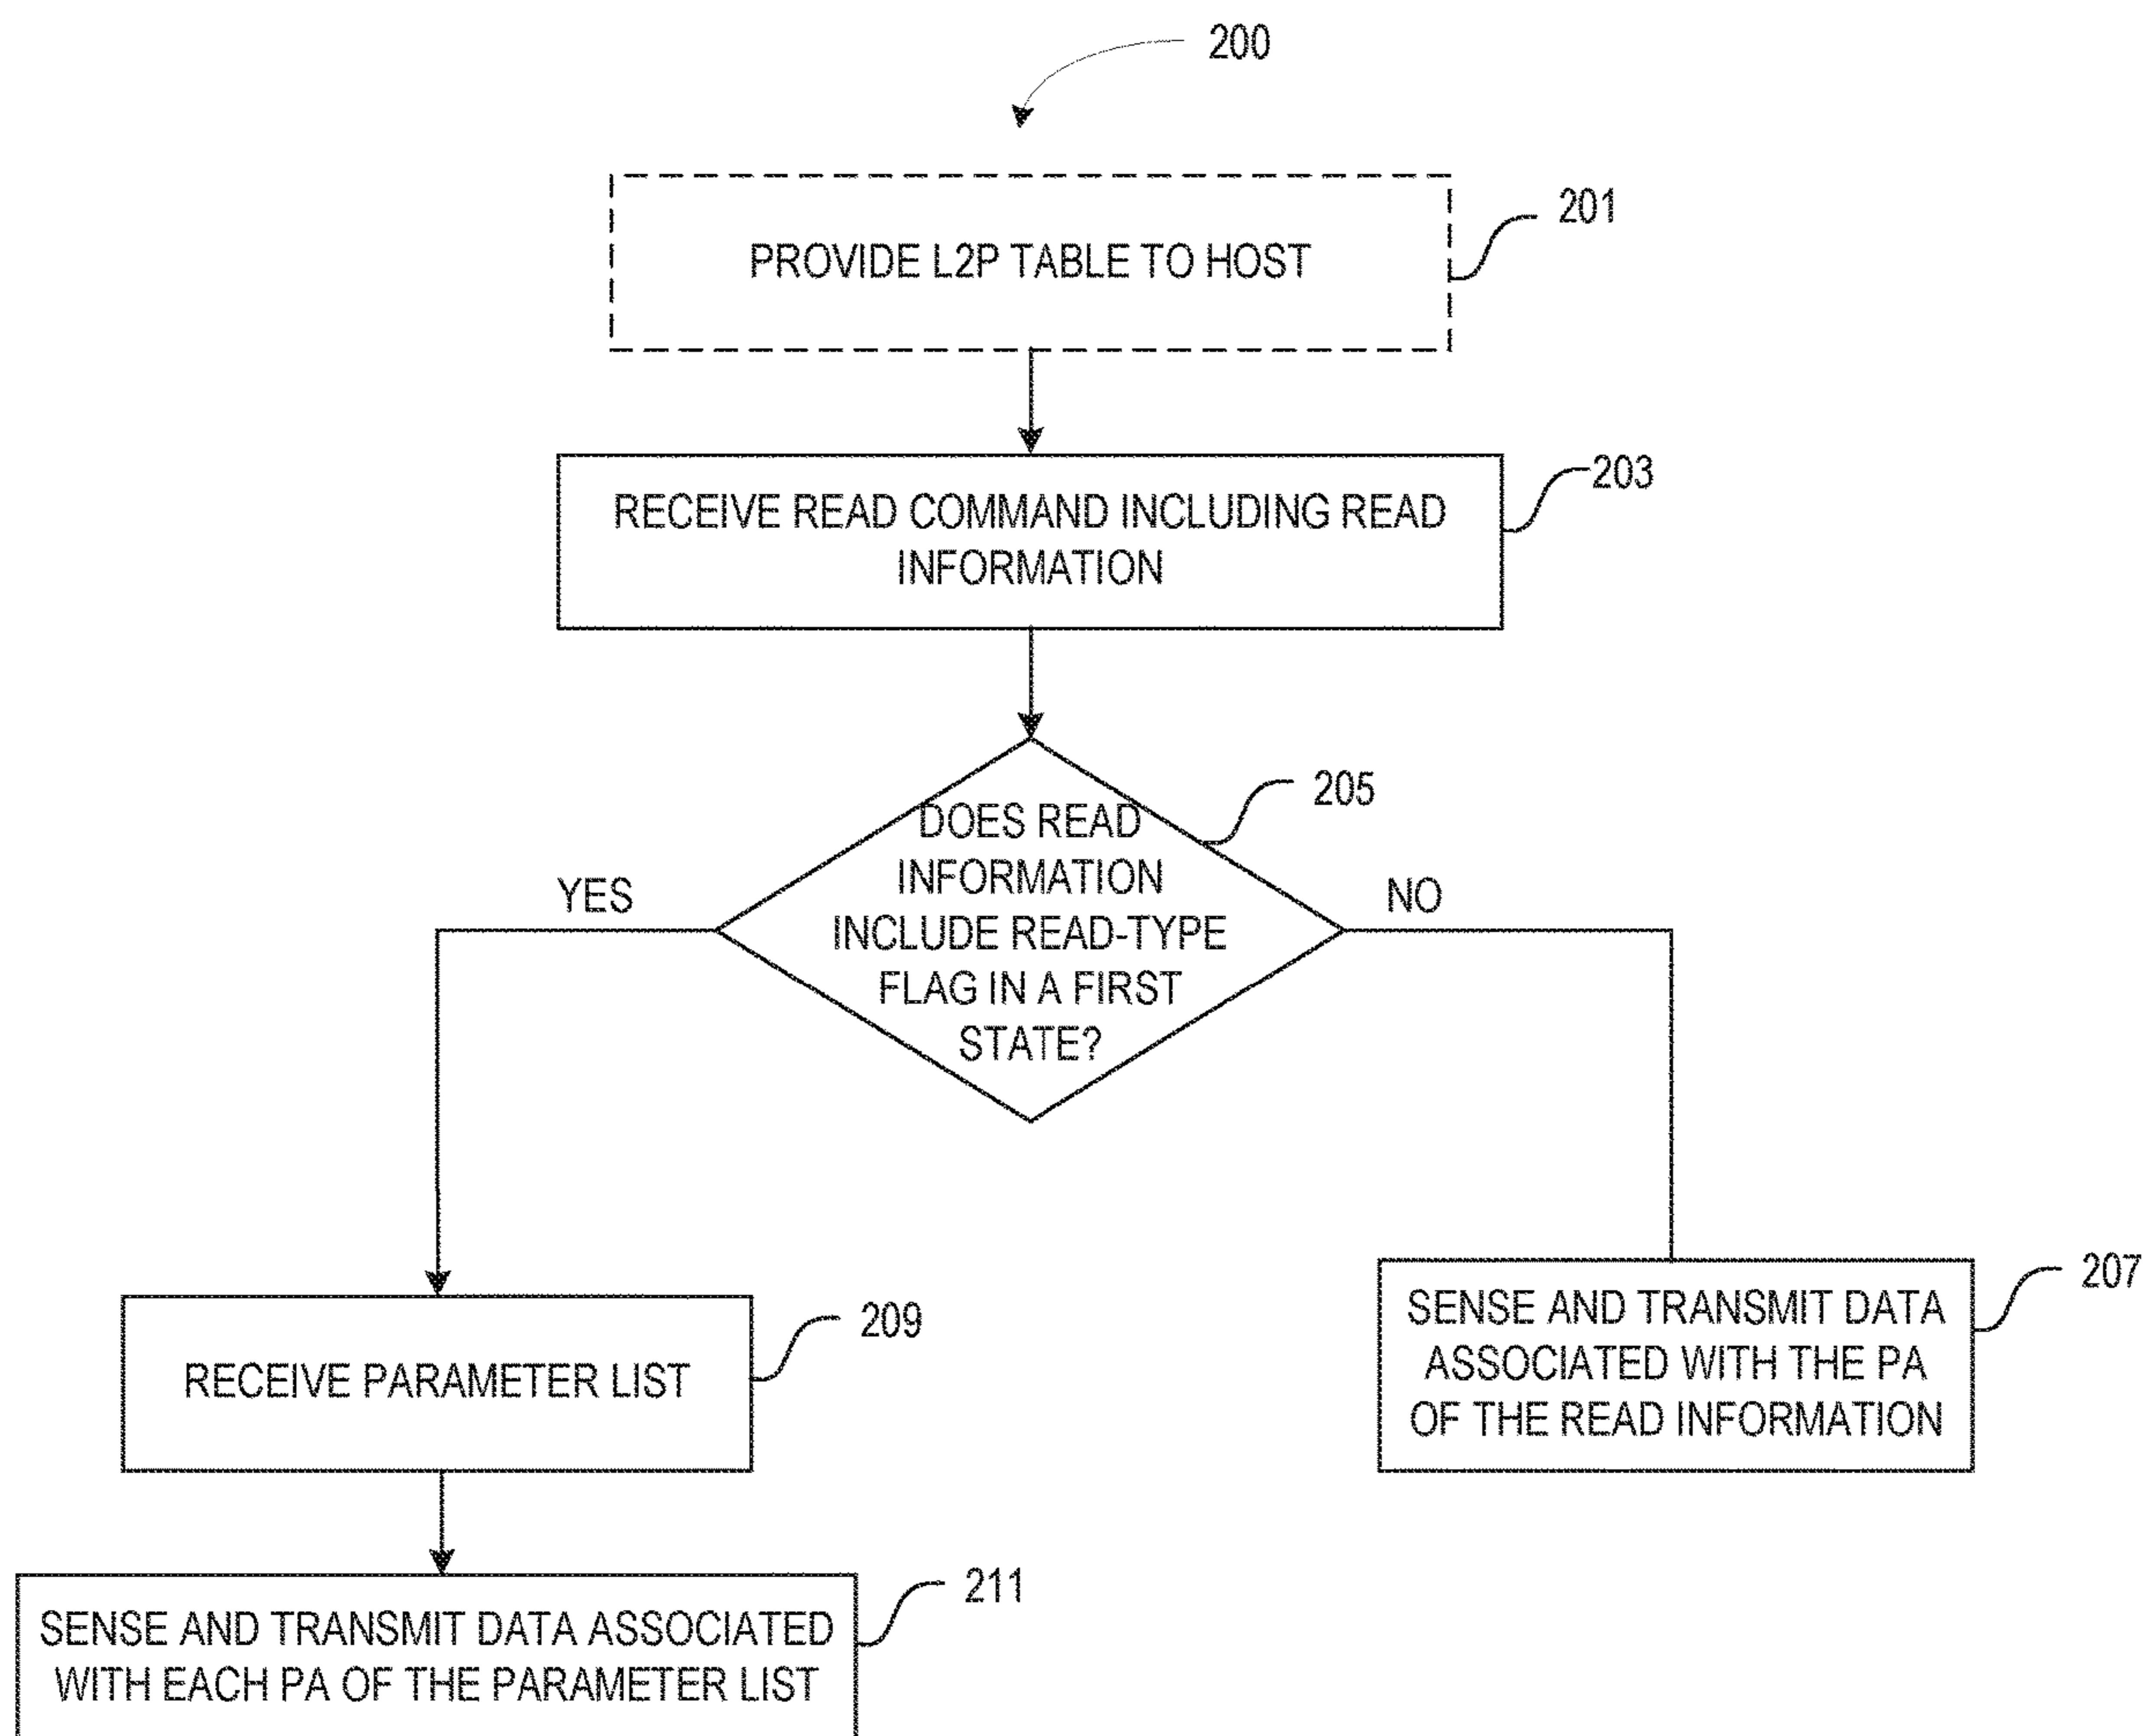 200
PROVIDE L2P TABLE TO HOST
201
RECEIVE READ COMMAND INCLUDING READ
INFORMATION
203
DOES READ
INFORMATION
INCLUDE READ-TYPE
FLAG IN A FIRST
STATE?
205
YES
NO
SENSE AND TRANSMIT DATA
ASSOCIATED WITH THE PA
OF THE READ INFORMATION
207
RECEIVE PARAMETER LIST
209
SENSE AND TRANSMIT DATA ASSOCIATED
WITH EACH PA OF THE PARAMETER LIST
211